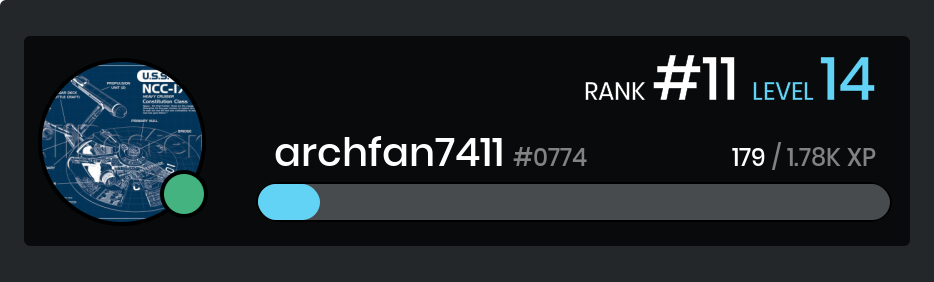 U.S.S
NCC-17
HEAVY CRUISER
Constitution Class
PROPULSION
UNIT (2)
PRIMARY HULL
BRIDGE
RANK #11 LEVEL 14
archfan7411 #0774 179 / 1.78K XP